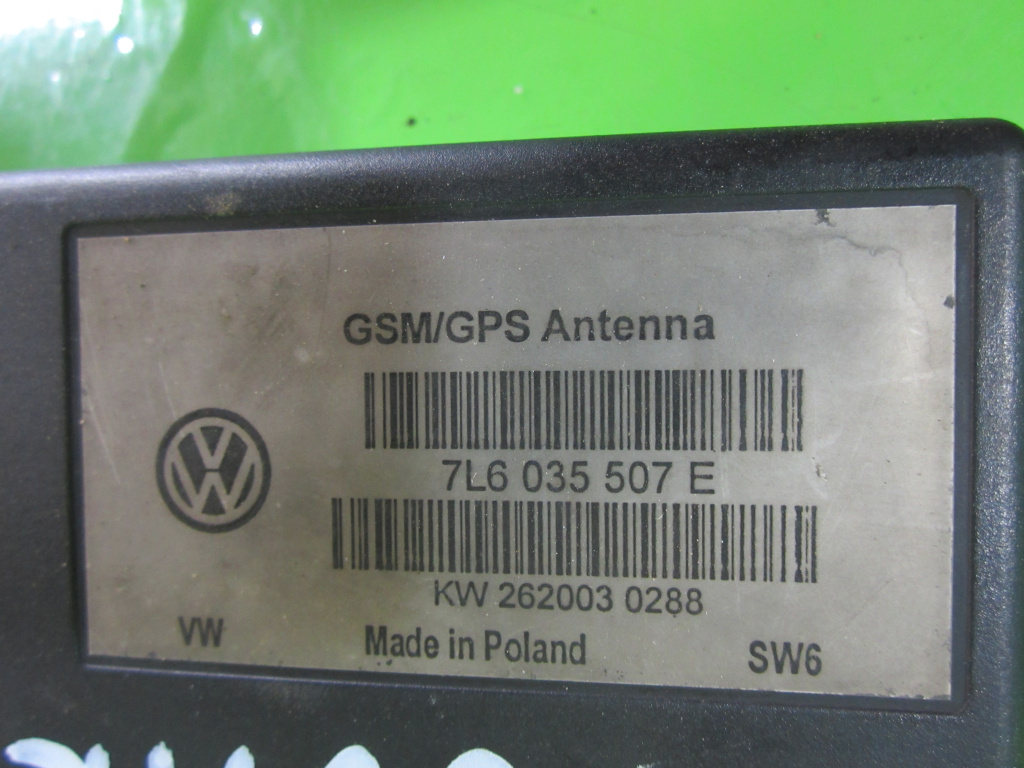 GSM/GPS Antenna
7L6 035 507 E
KW 262003 0288
VW
Made in Poland
SW6